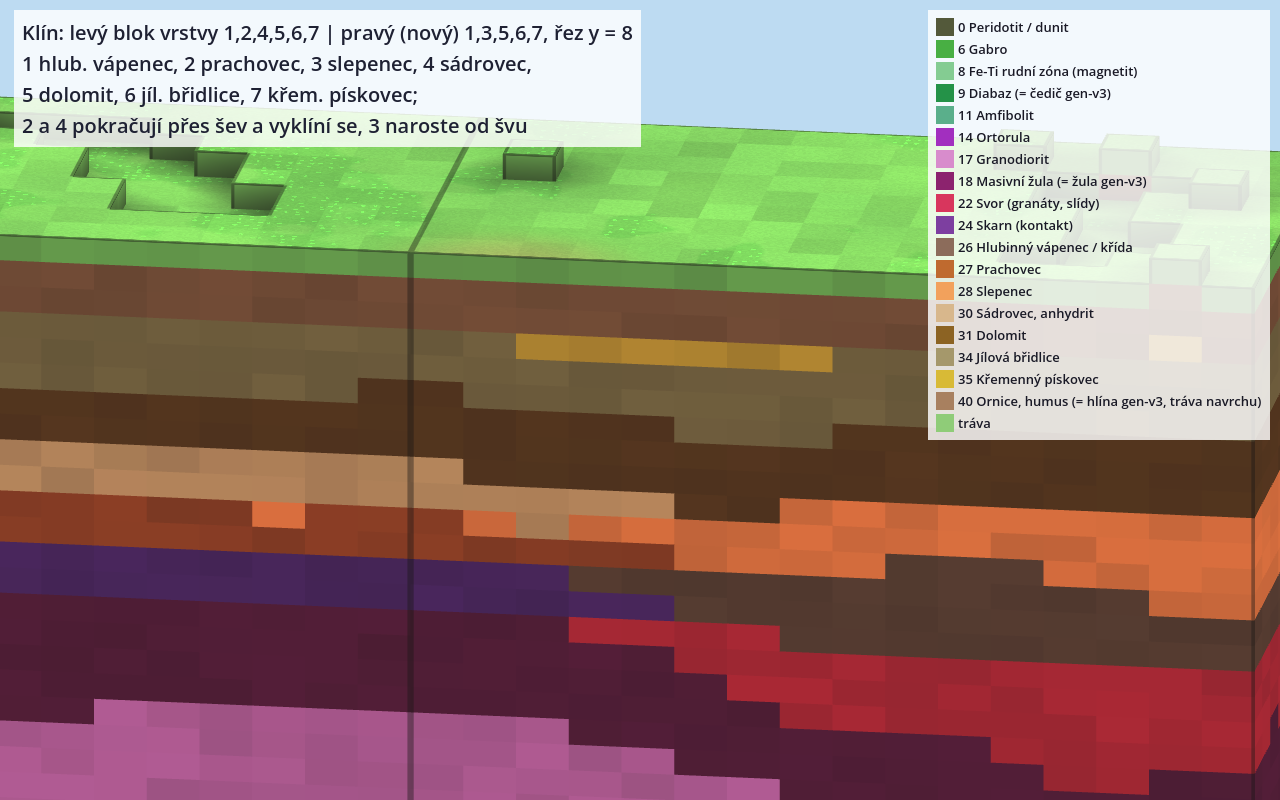 Klín: levý blok vrstvy 1,2,4,5,6,7 | pravý (nový) 1,3,5,6,7, řez y = 8
1 hlub. vápenec, 2 prachovec, 3 slepenec, 4 sádrovec,
5 dolomit, 6 jíl. břidlice, 7 křem. pískovec;
2 a 4 pokračují přes šev a vyklíní se, 3 naroste od švu
0 Peridotit / dunit
6 Gabro
8 Fe-Ti rudní zóna (magnetit)
9 Diabaz (= čedič gen-v3)
11 Amfibolit
14 Ortorula
17 Granodiorit
18 Masivní žula (= žula gen-v3)
22 Svor (granáty, slídy)
24 Skarn (kontakt)
26 Hlubinný vápenec / křída
27 Prachovec
28 Slepenec
30 Sádrovec, anhydrit
31 Dolomit
34 Jílová břidlice
35 Křemenný pískovec
40 Ornice, humus (= hlína gen-v3, tráva navrchu)
tráva